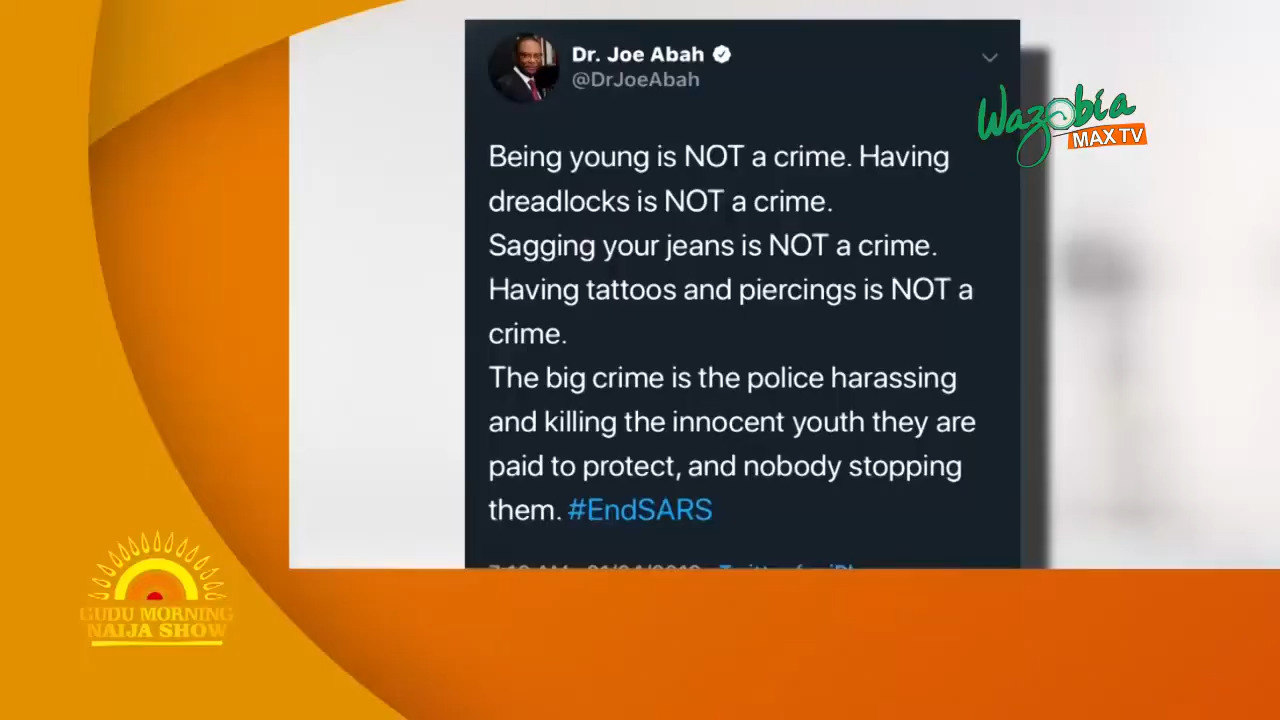 Dr. Joe Abah
@DrJoeAbah
Wazobia
MAX TV
Being young is NOT a crime. Having
dreadlocks is NOT a crime.
Sagging your jeans is NOT a crime.
Having tattoos and piercings is NOT a
crime.
The big crime is the police harassing
and killing the innocent youth they are
paid to protect, and nobody stopping
them. #EndSARS
GUDU MORNING
NAIJA SHOW